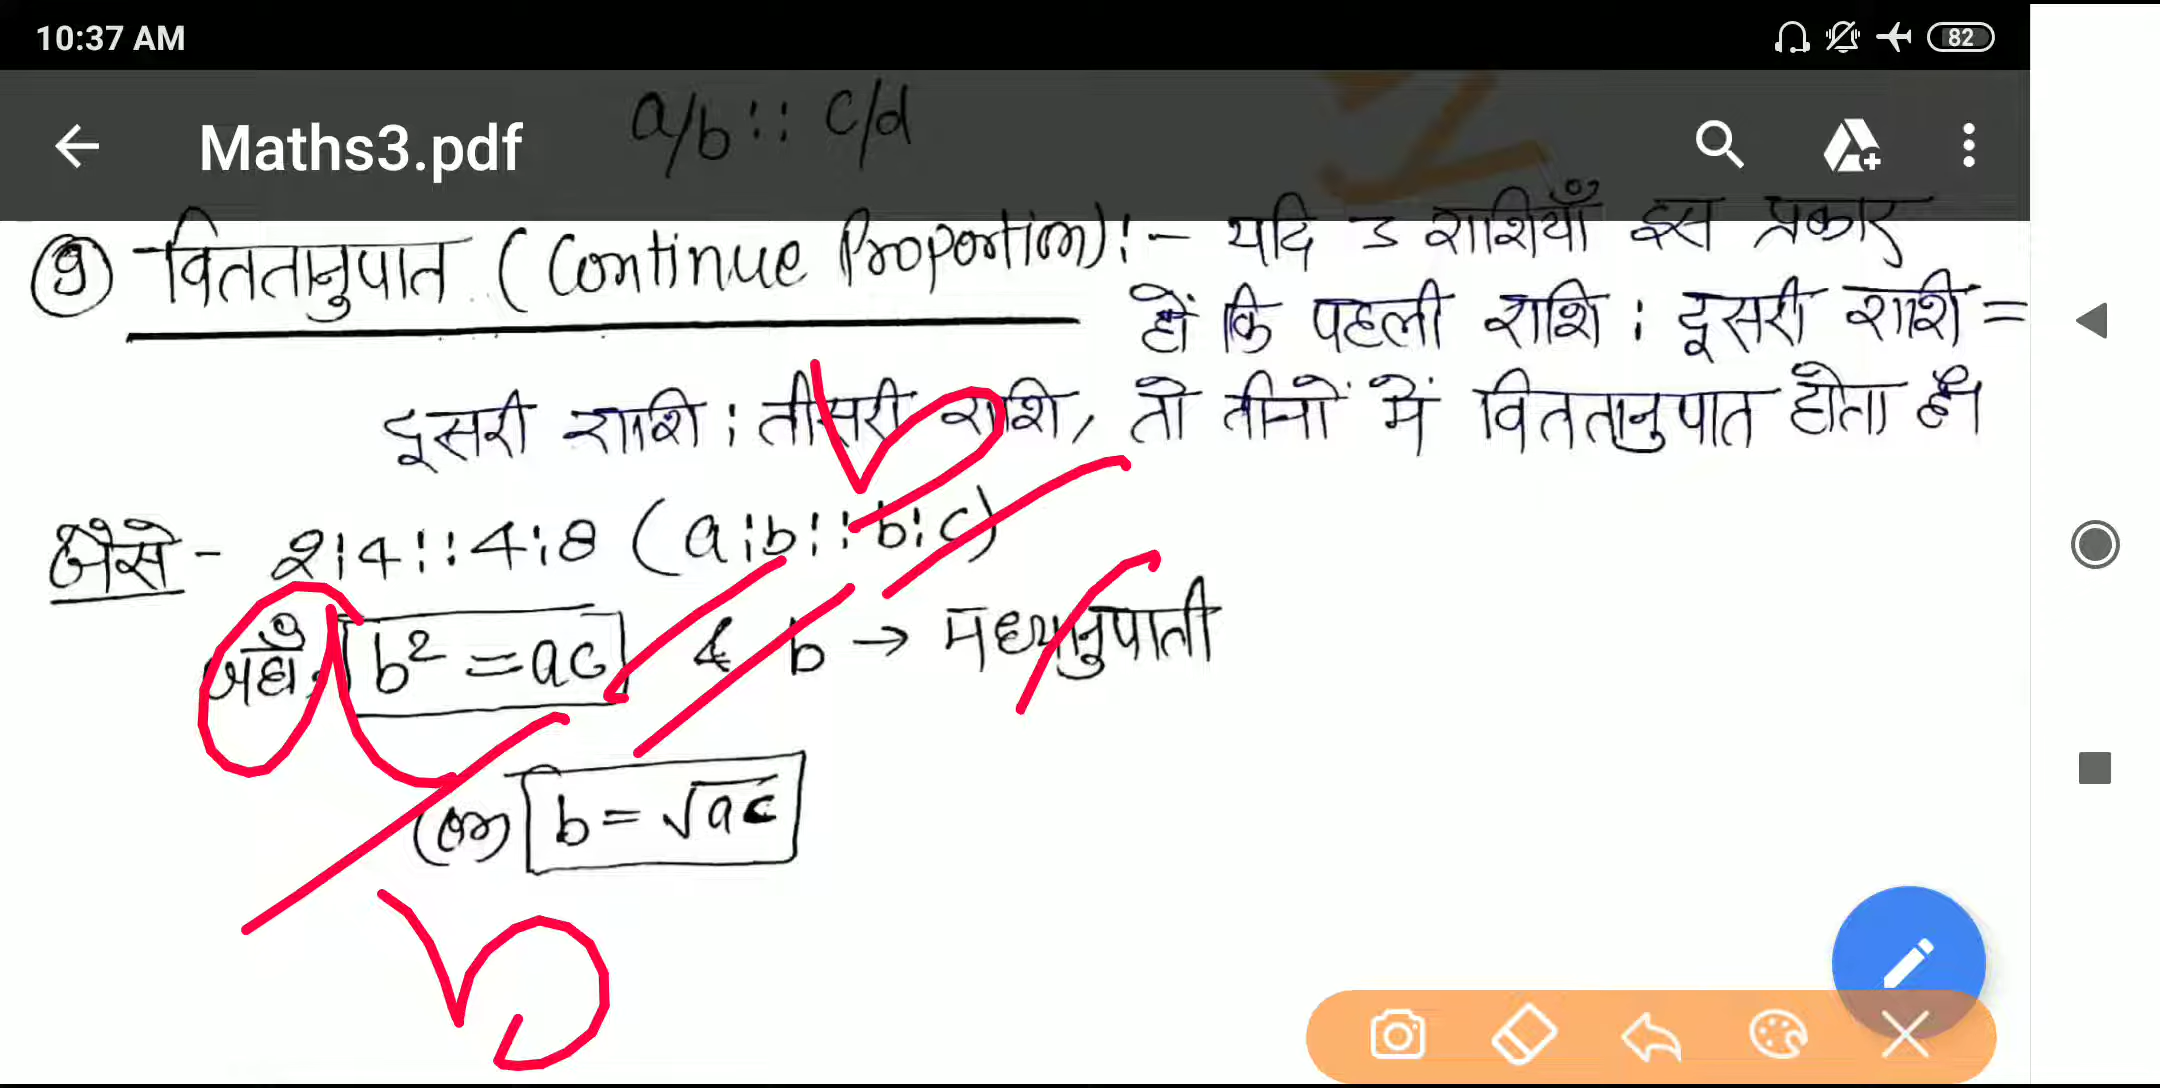 10:37 AM
82
a/b :: c/d
Maths3.pdf
⑨ विततानुपात (Continue Proportion):- यदि 3 राशियाँ इस प्रकार
हों कि पहली राशि : दूसरी राशि =
दूसरी राशि : तीसरी राशि, तो तीनों में विततानुपात होता है।
जैसे - 2:4::4:8 (a:b::b:c)
जहाँ, b² = ac & b → मध्यानुपाती
(or) b = √ac